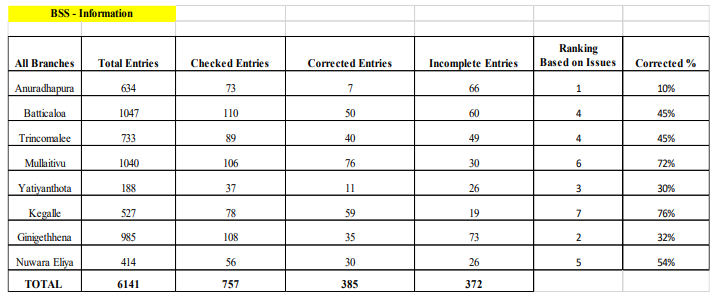 BSS - Information
Ranking
All Branches Total Entries Checked Entries Corrected Entries Incomplete Entries Based on Issues Corrected %
Anuradhapura 634 73 7 66 1 10%
Batticaloa 1047 110 50 60 4 45%
Trincomalee 733 89 40 49 4 45%
Mullaitivu 1040 106 76 30 6 72%
Yatiyanthota 188 37 11 26 3 30%
Kegalle 527 78 59 19 7 76%
Ginigethhena 985 108 35 73 2 32%
Nuwara Eliya 414 56 30 26 5 54%
TOTAL 6141 757 385 372